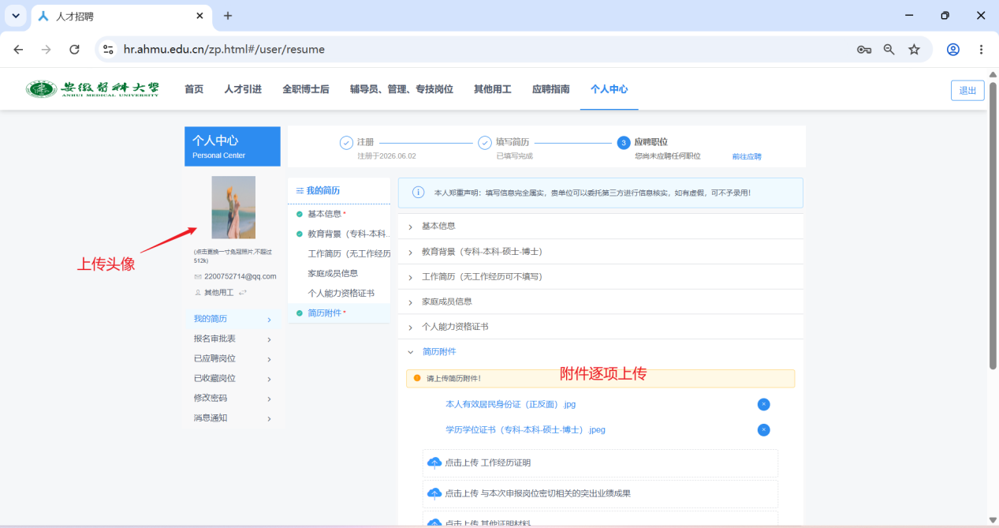 人才招聘
hr.ahmu.edu.cn/zp.html#/user/resume
安徽医科大学
ANHUI MEDICAL UNIVERSITY
首页 人才引进 全职博士后 辅导员、管理、专技岗位 其他用工 应聘指南 个人中心 退出
个人中心
Personal Center
注册 填写简历 3 应聘职位
注册于2026.06.02 已填写完成 您尚未应聘任何职位 前往应聘
上传头像
(点击更换一寸免冠照片,不超过
512k)
2200752714@qq.com
其他用工
我的简历
报名审批表
已应聘岗位
已收藏岗位
修改密码
消息通知
我的简历
基本信息*
教育背景（专科-本科...
工作简历（无工作经历
家庭成员信息
个人能力资格证书
简历附件*
本人郑重声明：填写信息完全属实，贵单位可以委托第三方进行信息核实，如有虚假，可不予录用！
基本信息
教育背景（专科-本科-硕士-博士）
工作简历（无工作经历可不填写）
家庭成员信息
个人能力资格证书
简历附件
请上传简历附件！
附件逐项上传
本人有效居民身份证（正反面）.jpg
学历学位证书（专科-本科-硕士-博士）.jpeg
点击上传 工作经历证明
点击上传 与本次申报岗位密切相关的突出业绩成果
点击上传 其他证明材料